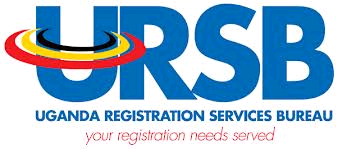 URSB
UGANDA REGISTRATION SERVICES BUREAU
your registration needs served